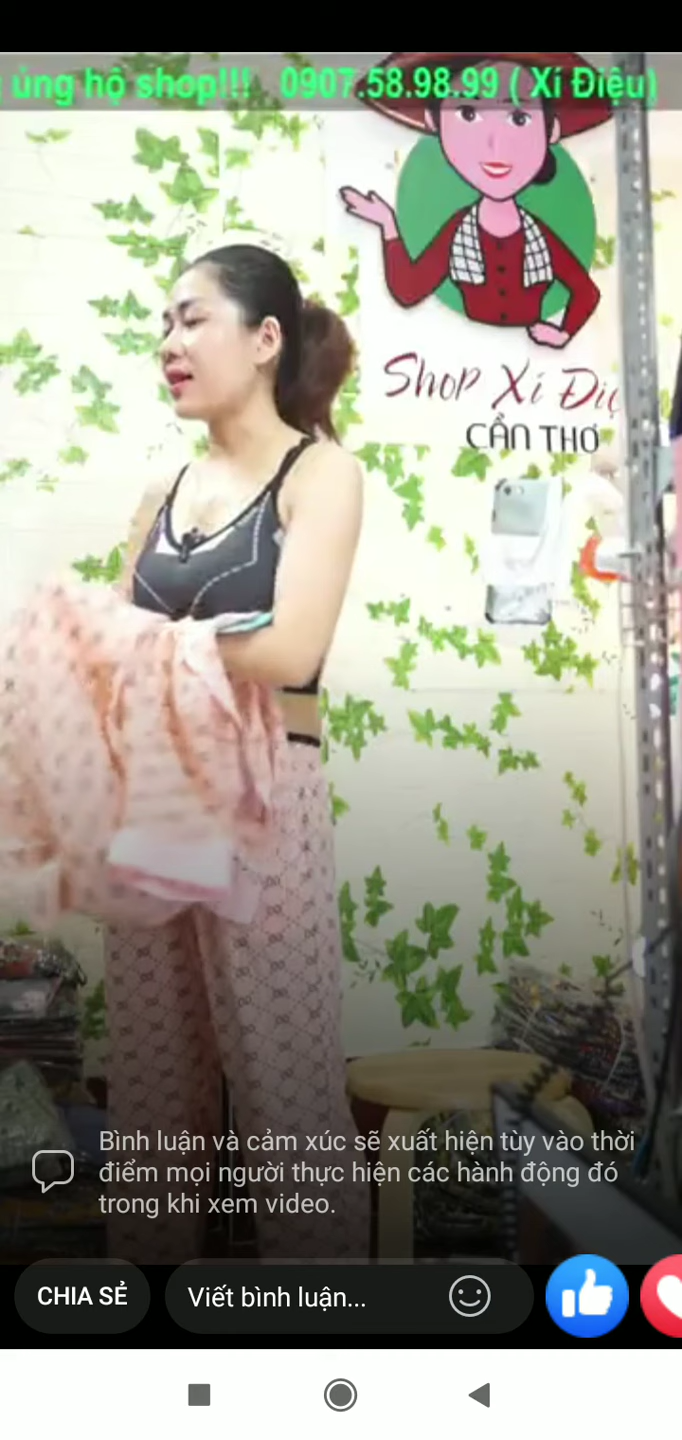 ủng hộ shop!!! 0907.58.98.99 ( Xí Điệu)
Shop Xí Điệ
CẦN THƠ
Bình luận và cảm xúc sẽ xuất hiện tùy vào thời
điểm mọi người thực hiện các hành động đó
trong khi xem video.
CHIA SẺ
Viết bình luận...